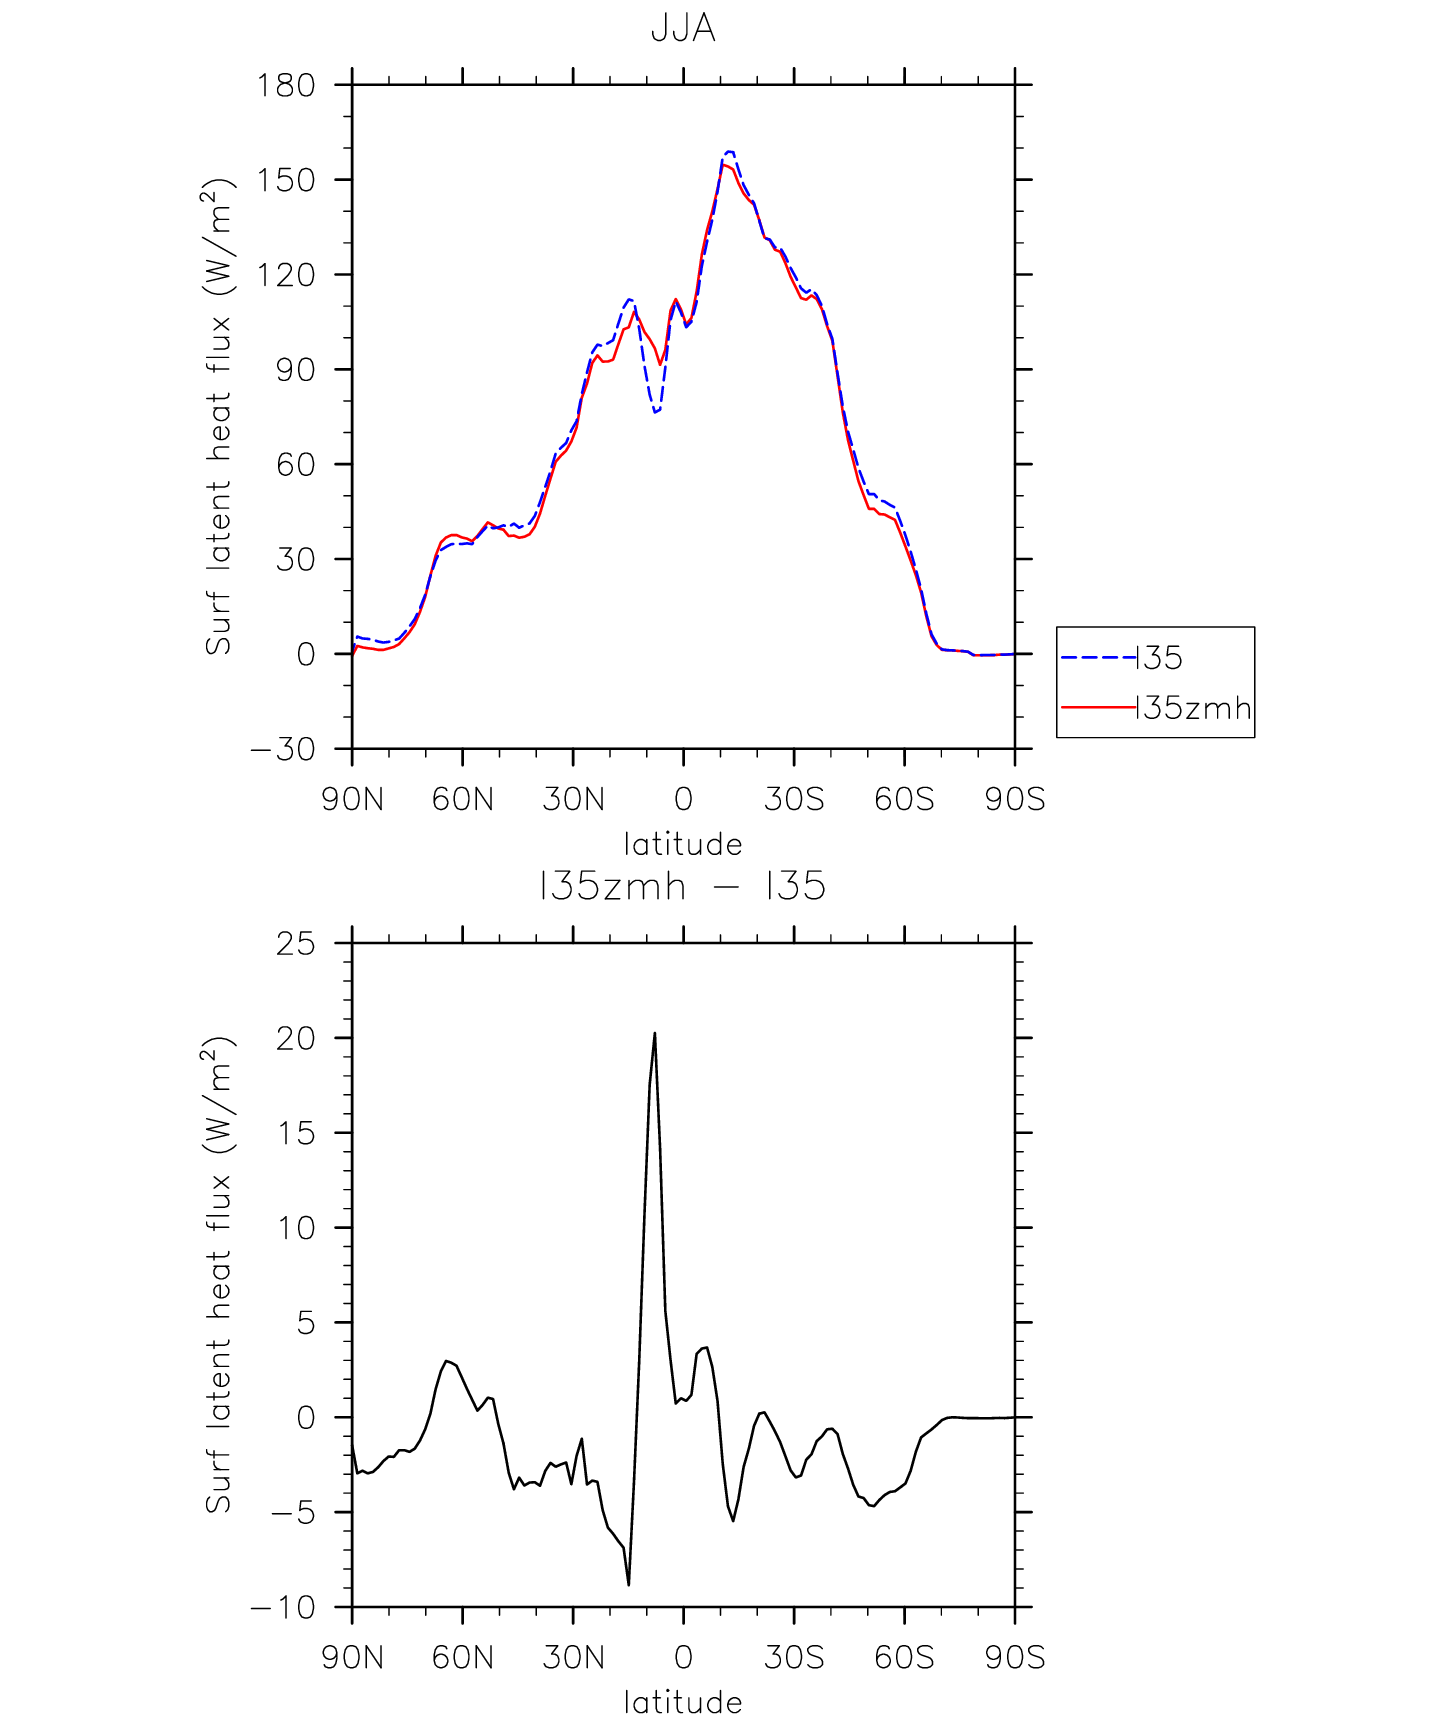 JJA
180
150
120
90
60
30
0
−30
Surf latent heat flux (W/m²)
90N 60N 30N 0 30S 60S 90S
latitude
I35
I35zmh
I35zmh − I35
25
20
15
10
5
0
−5
−10
Surf latent heat flux (W/m²)
90N 60N 30N 0 30S 60S 90S
latitude